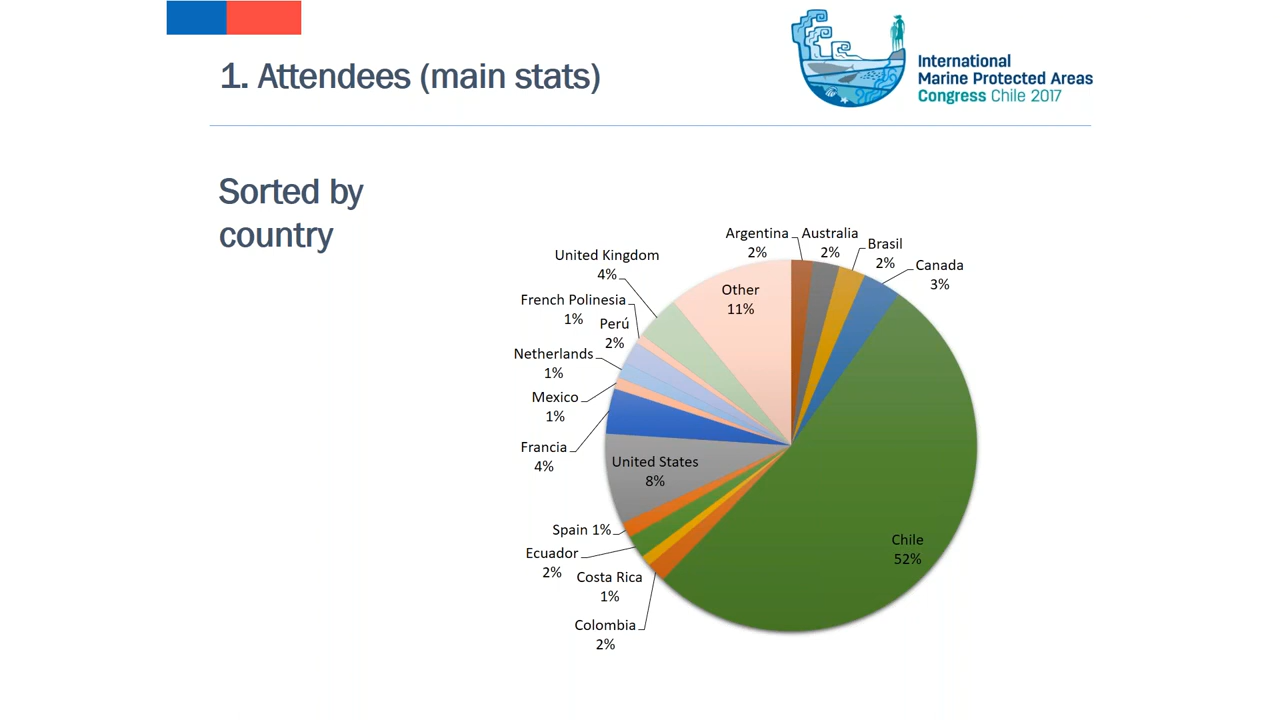 1. Attendees (main stats)
International
Marine Protected Areas
Congress Chile 2017
Sorted by
country
Argentina
2%
Australia
2%
Brasil
2%
Canada
3%
Chile
52%
Colombia
2%
Costa Rica
1%
Ecuador
2%
Spain 1%
United States
8%
Francia
4%
Mexico
1%
Netherlands
1%
Perú
2%
French Polinesia
1%
United Kingdom
4%
Other
11%